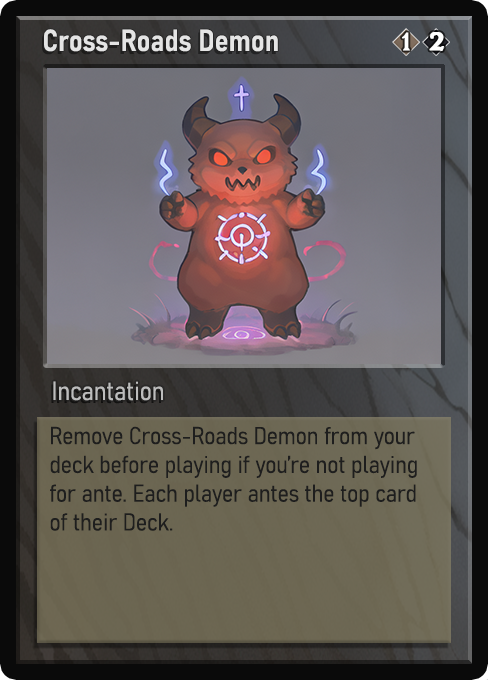 Cross-Roads Demon 1 2
Incantation
Remove Cross-Roads Demon from your
deck before playing if you're not playing
for ante. Each player antes the top card
of their Deck.